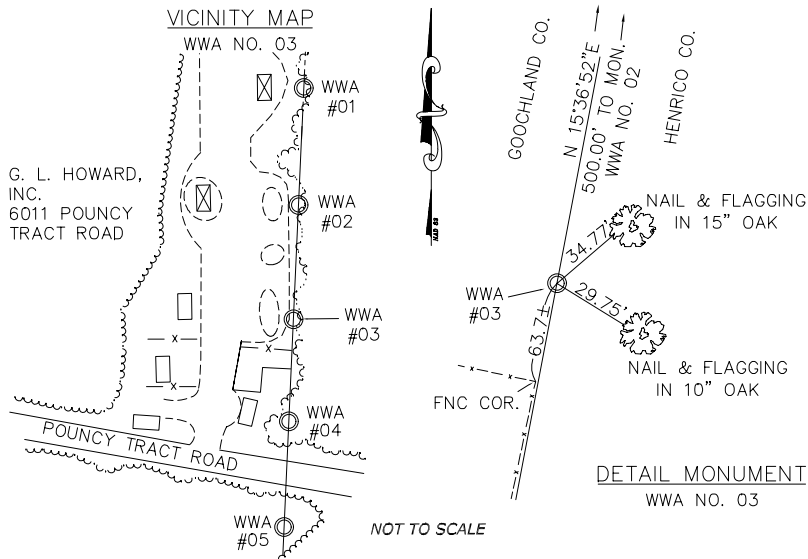 VICINITY MAP
WWA NO. 03
WWA
#01
G. L. HOWARD,
INC.
6011 POUNCY
TRACT ROAD
WWA
#02
WWA
#03
WWA
#04
POUNCY TRACT ROAD
WWA
#05
NOT TO SCALE
NAD 83
GOOCHLAND CO.
N 15°36'52"E
500.00' TO MON.
WWA NO. 02
HENRICO CO.
NAIL & FLAGGING
IN 15" OAK
34.77'
WWA
#03
29.75'
63.7±
NAIL & FLAGGING
IN 10" OAK
FNC COR.
x
x
x
x
x
x
x
DETAIL MONUMENT
WWA NO. 03